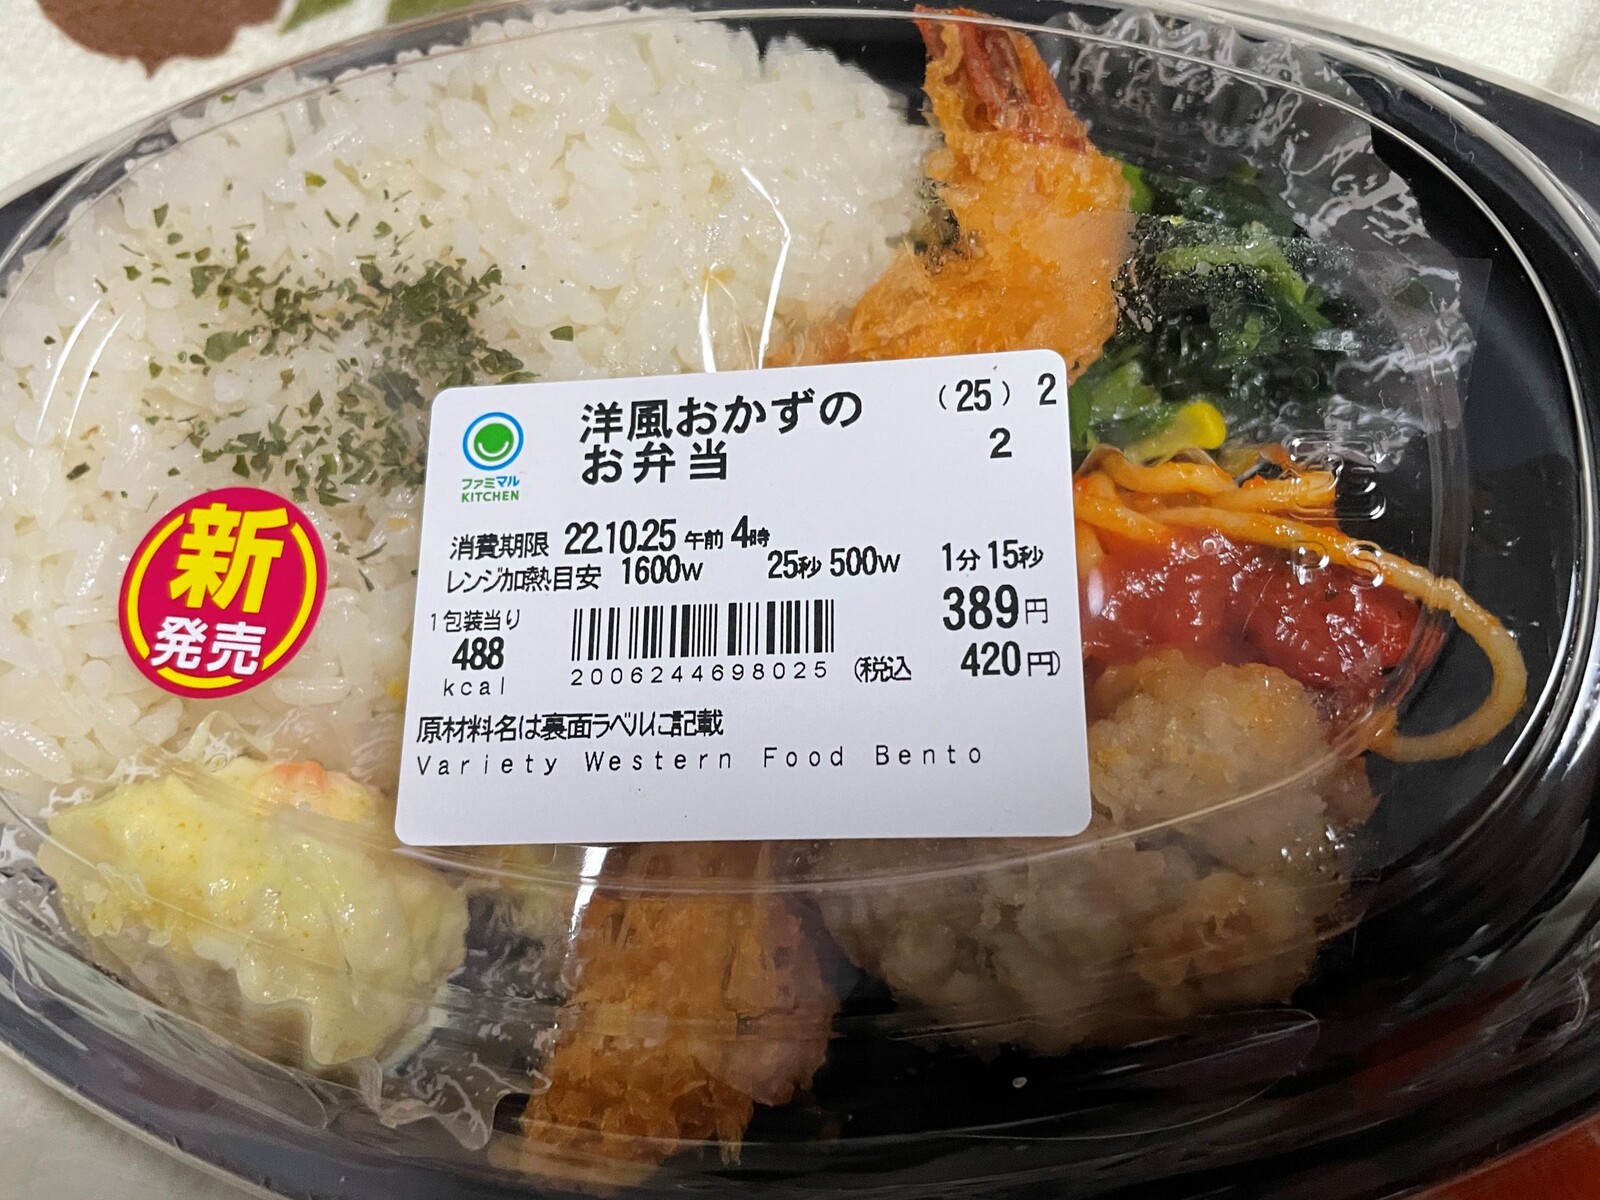 洋風おかずの
お弁当
(25) 2
2
ファミマル
KITCHEN
消費期限 22.10.25 午前 4時
レンジ加熱目安 1600w 25秒 500w 1分 15秒
1包装当り
488
kcal
2006244698025
389円
(税込 420円)
原材料名は裏面ラベルに記載
Variety Western Food Bento
新
発売